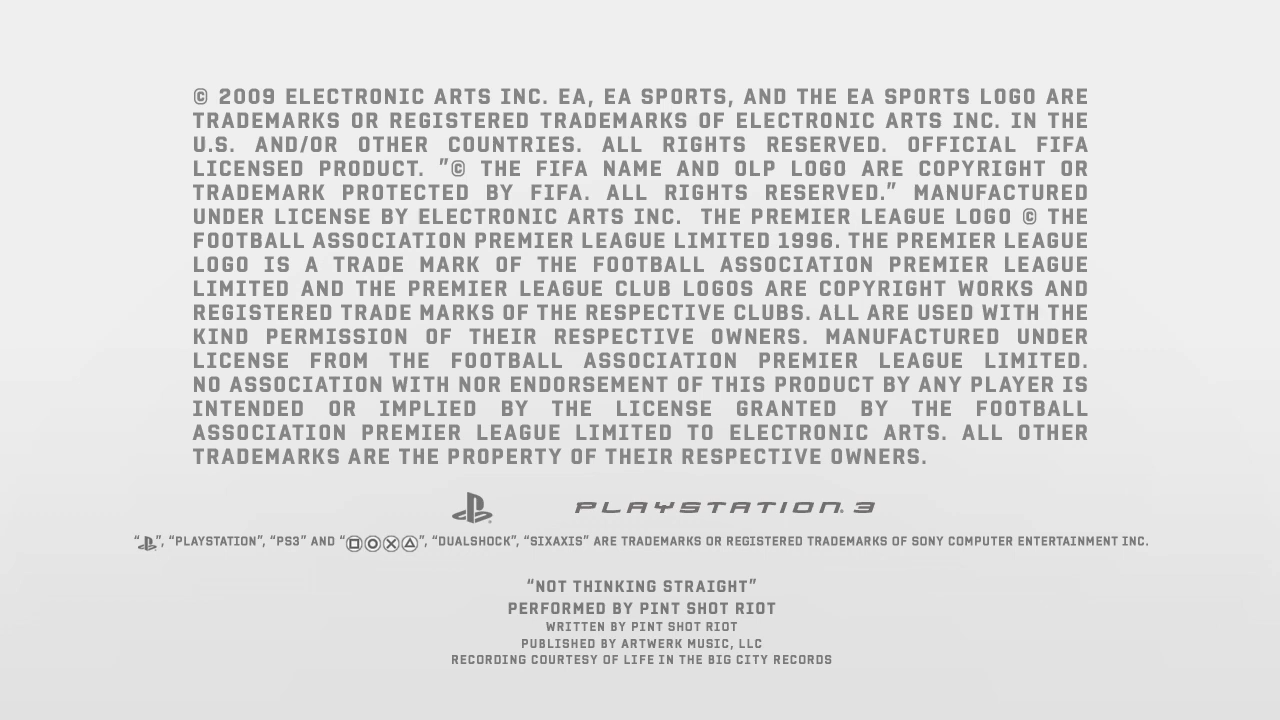 © 2009 ELECTRONIC ARTS INC. EA, EA SPORTS, AND THE EA SPORTS LOGO ARE
TRADEMARKS OR REGISTERED TRADEMARKS OF ELECTRONIC ARTS INC. IN THE
U.S. AND/OR OTHER COUNTRIES. ALL RIGHTS RESERVED. OFFICIAL FIFA
LICENSED PRODUCT. "© THE FIFA NAME AND OLP LOGO ARE COPYRIGHT OR
TRADEMARK PROTECTED BY FIFA. ALL RIGHTS RESERVED." MANUFACTURED
UNDER LICENSE BY ELECTRONIC ARTS INC. THE PREMIER LEAGUE LOGO © THE
FOOTBALL ASSOCIATION PREMIER LEAGUE LIMITED 1996. THE PREMIER LEAGUE
LOGO IS A TRADE MARK OF THE FOOTBALL ASSOCIATION PREMIER LEAGUE
LIMITED AND THE PREMIER LEAGUE CLUB LOGOS ARE COPYRIGHT WORKS AND
REGISTERED TRADE MARKS OF THE RESPECTIVE CLUBS. ALL ARE USED WITH THE
KIND PERMISSION OF THEIR RESPECTIVE OWNERS. MANUFACTURED UNDER
LICENSE FROM THE FOOTBALL ASSOCIATION PREMIER LEAGUE LIMITED.
NO ASSOCIATION WITH NOR ENDORSEMENT OF THIS PRODUCT BY ANY PLAYER IS
INTENDED OR IMPLIED BY THE LICENSE GRANTED BY THE FOOTBALL
ASSOCIATION PREMIER LEAGUE LIMITED TO ELECTRONIC ARTS. ALL OTHER
TRADEMARKS ARE THE PROPERTY OF THEIR RESPECTIVE OWNERS.
PLAYSTATION® 3
“ ”, “PLAYSTATION”, “PS3” AND “ ”, “DUALSHOCK”, “SIXAXIS” ARE TRADEMARKS OR REGISTERED TRADEMARKS OF SONY COMPUTER ENTERTAINMENT INC.
“NOT THINKING STRAIGHT”
PERFORMED BY PINT SHOT RIOT
WRITTEN BY PINT SHOT RIOT
PUBLISHED BY ARTWERK MUSIC, LLC
RECORDING COURTESY OF LIFE IN THE BIG CITY RECORDS